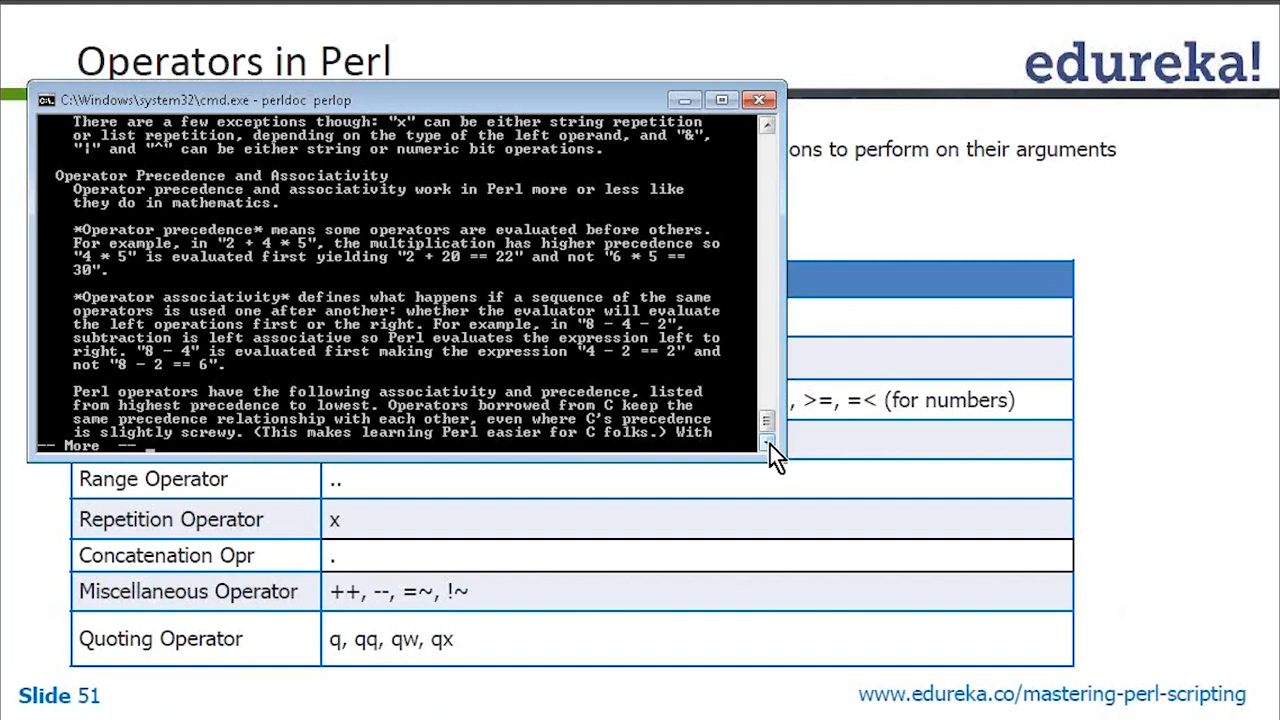 Operators in Perl
edureka!
C:\Windows\system32\cmd.exe - perldoc perlop
There are a few exceptions though: "x" can be either string repetition
or list repetition, depending on the type of the left operand, and "&",
"|" and "^" can be either string or numeric bit operations.
ons to perform on their arguments
Operator Precedence and Associativity
Operator precedence and associativity work in Perl more or less like
they do in mathematics.
*Operator precedence* means some operators are evaluated before others.
For example, in "2 + 4 * 5", the multiplication has higher precedence so
"4 * 5" is evaluated first yielding "2 + 20 == 22" and not "6 * 5 ==
30".
*Operator associativity* defines what happens if a sequence of the same
operators is used one after another: whether the evaluator will evaluate
the left operations first or the right. For example, in "8 - 4 - 2",
subtraction is left associative so Perl evaluates the expression left to
right. "8 - 4" is evaluated first making the expression "4 - 2 == 2" and
not "8 - 2 == 6".
Perl operators have the following associativity and precedence, listed
from highest precedence to lowest. Operators borrowed from C keep the
same precedence relationship with each other, even where C's precedence
is slightly screwy. (This makes learning Perl easier for C folks.) With
-- More --
, >=, =< (for numbers)
Range Operator ..
Repetition Operator x
Concatenation Opr .
Miscellaneous Operator ++, --, =~, !~
Quoting Operator q, qq, qw, qx
Slide 51
www.edureka.co/mastering-perl-scripting